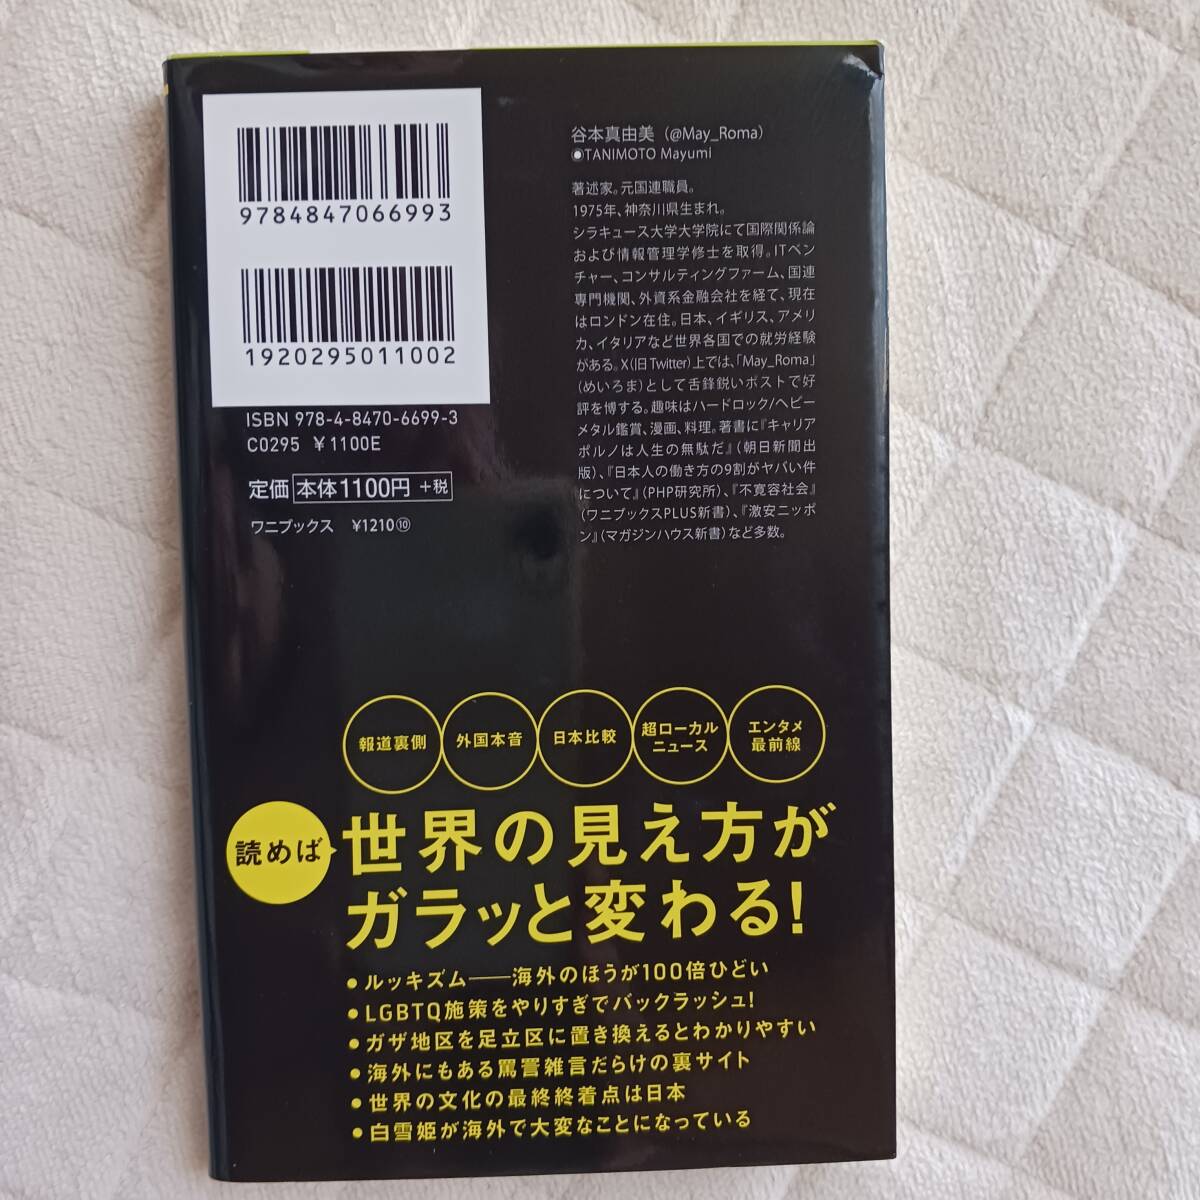 9784847066993
1920295011002
ISBN 978-4-8470-6699-3
C0295 ¥1100E
定価 本体1100円 +税
ワニブックス ¥1210⑩
谷本真由美（@May_Roma）
●TANIMOTO Mayumi
著述家。元国連職員。
1975年、神奈川県生まれ。
シラキュース大学大学院にて国際関係論
および情報管理学修士を取得。ITベン
チャー、コンサルティングファーム、国連
専門機関、外資系金融会社を経て、現在
はロンドン在住。日本、イギリス、アメリ
カ、イタリアなど世界各国での就労経験
がある。X(旧Twitter)上では、「May_Roma」
（めいろま）として舌鋒鋭いポストで好
評を博する。趣味はハードロック/ヘビー
メタル鑑賞、漫画、料理。著書に『キャリア
ポルノは人生の無駄だ』（朝日新聞出
版）、『日本人の働き方の9割がヤバい件
について』（PHP研究所）、『不寛容社会』
（ワニブックスPLUS新書）、『激安ニッポ
ン』（マガジンハウス新書）など多数。
報道裏側
外国本音
日本比較
超ローカル
ニュース
エンタメ
最前線
読めば
世界の見え方が
ガラッと変わる！
●ルッキズム――海外のほうが100倍ひどい
●LGBTQ施策をやりすぎでバックラッシュ！
●ガザ地区を足立区に置き換えるとわかりやすい
●海外にもある罵詈雑言だらけの裏サイト
●世界の文化の最終終着点は日本
●白雪姫が海外で大変なことになっている